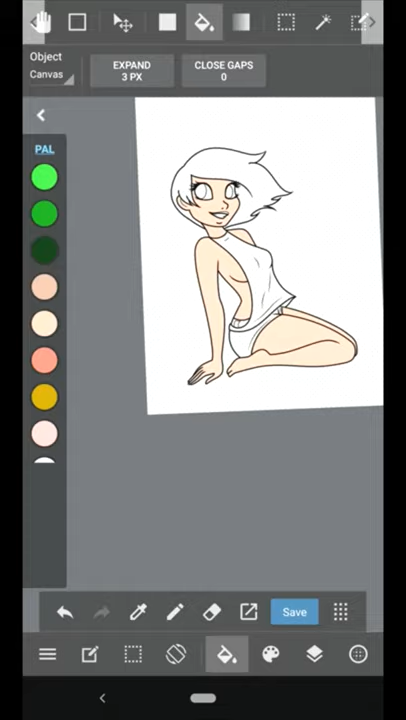 Object
Canvas
EXPAND
3 PX
CLOSE GAPS
0
PAL
Save